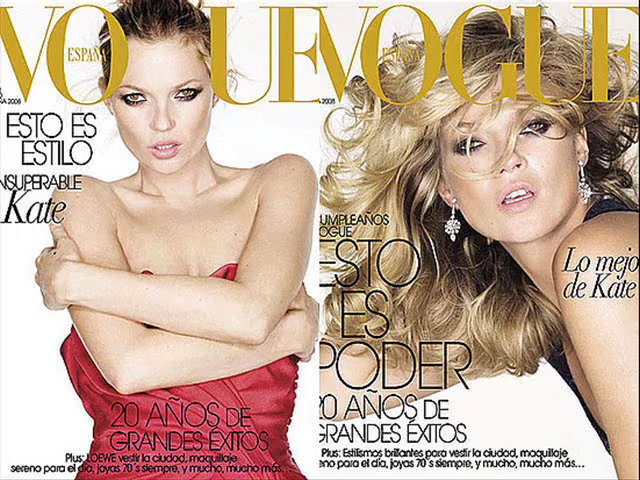 VOGUE
ESPAÑA
2008
ESTO ES
ESTILO
INSUPERABLE
Kate
20 AÑOS DE
GRANDES ÉXITOS
Plus: LOEWE vestir la ciudad, maquillaje
sereno para el día, joyas 70´s siempre, y mucho, mucho más...
VOGUE
ESPAÑA
2008
CUMPLEAÑOS
VOGUE
ESTO
ES
PODER
Lo mejor
de Kate
20 AÑOS DE
GRANDES ÉXITOS
Plus: Estilismos brillantes para vestir la ciudad, maquillaje
sereno para el día, joyas 70´s siempre, y mucho, mucho más...